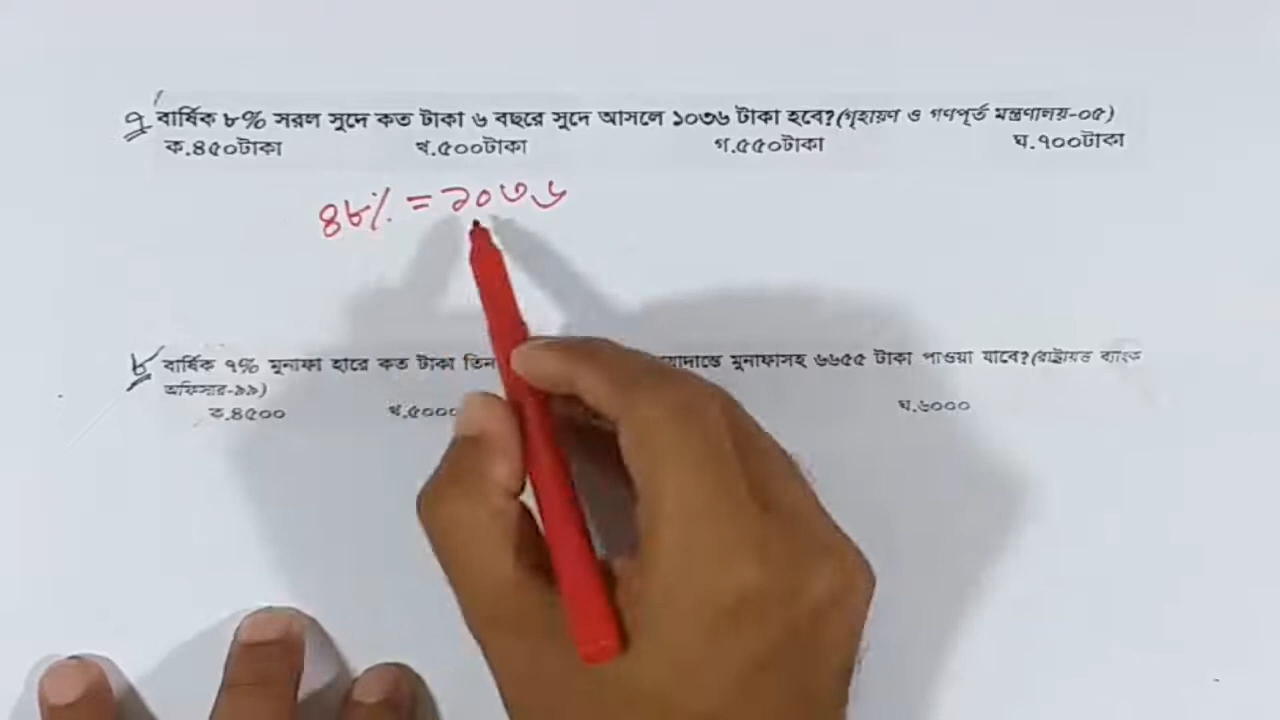 ৭ বার্ষিক ৮% সরল সুদে কত টাকা ৬ বছরে সুদে আসলে ১০৩৬ টাকা হবে?(গৃহায়ণ ও গণপূর্ত মন্ত্রণালয়-০৫)
ক.৪৫০টাকা খ.৫০০টাকা গ.৫৫০টাকা ঘ.৭০০টাকা
৪৮% = ১০৩৬
৮ বার্ষিক ৭% মুনাফা হারে কত টাকা তিন মুনাফাসহ ৬৬৫৫ টাকা পাওয়া যাবে?(রাষ্ট্রায়ত্ত ব্যাংক
অফিসার-৯৯)
ক.৪৫০০ খ.৫০০০ ঘ.৬০০০